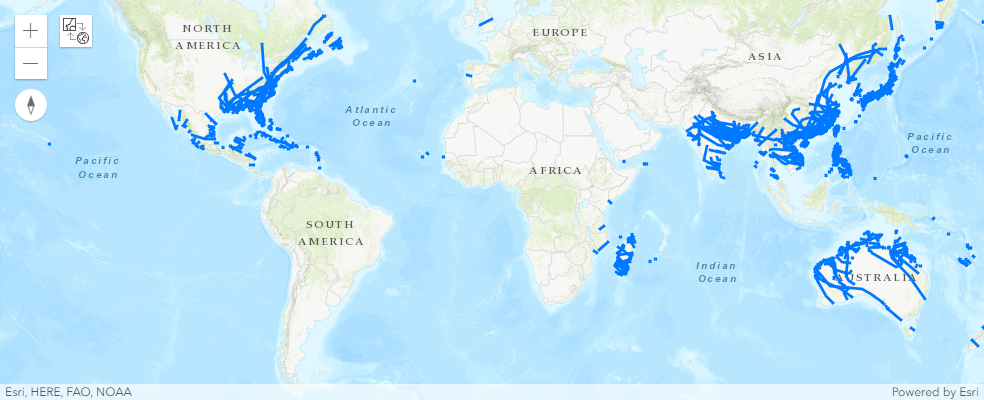 NORTH
AMERICA
EUROPE
ASIA
Atlantic
Ocean
Pacific
Ocean
Pacific
Ocean
AFRICA
SOUTH
AMERICA
Indian
Ocean
AUSTRALIA
Esri, HERE, FAO, NOAA
Powered by Esri